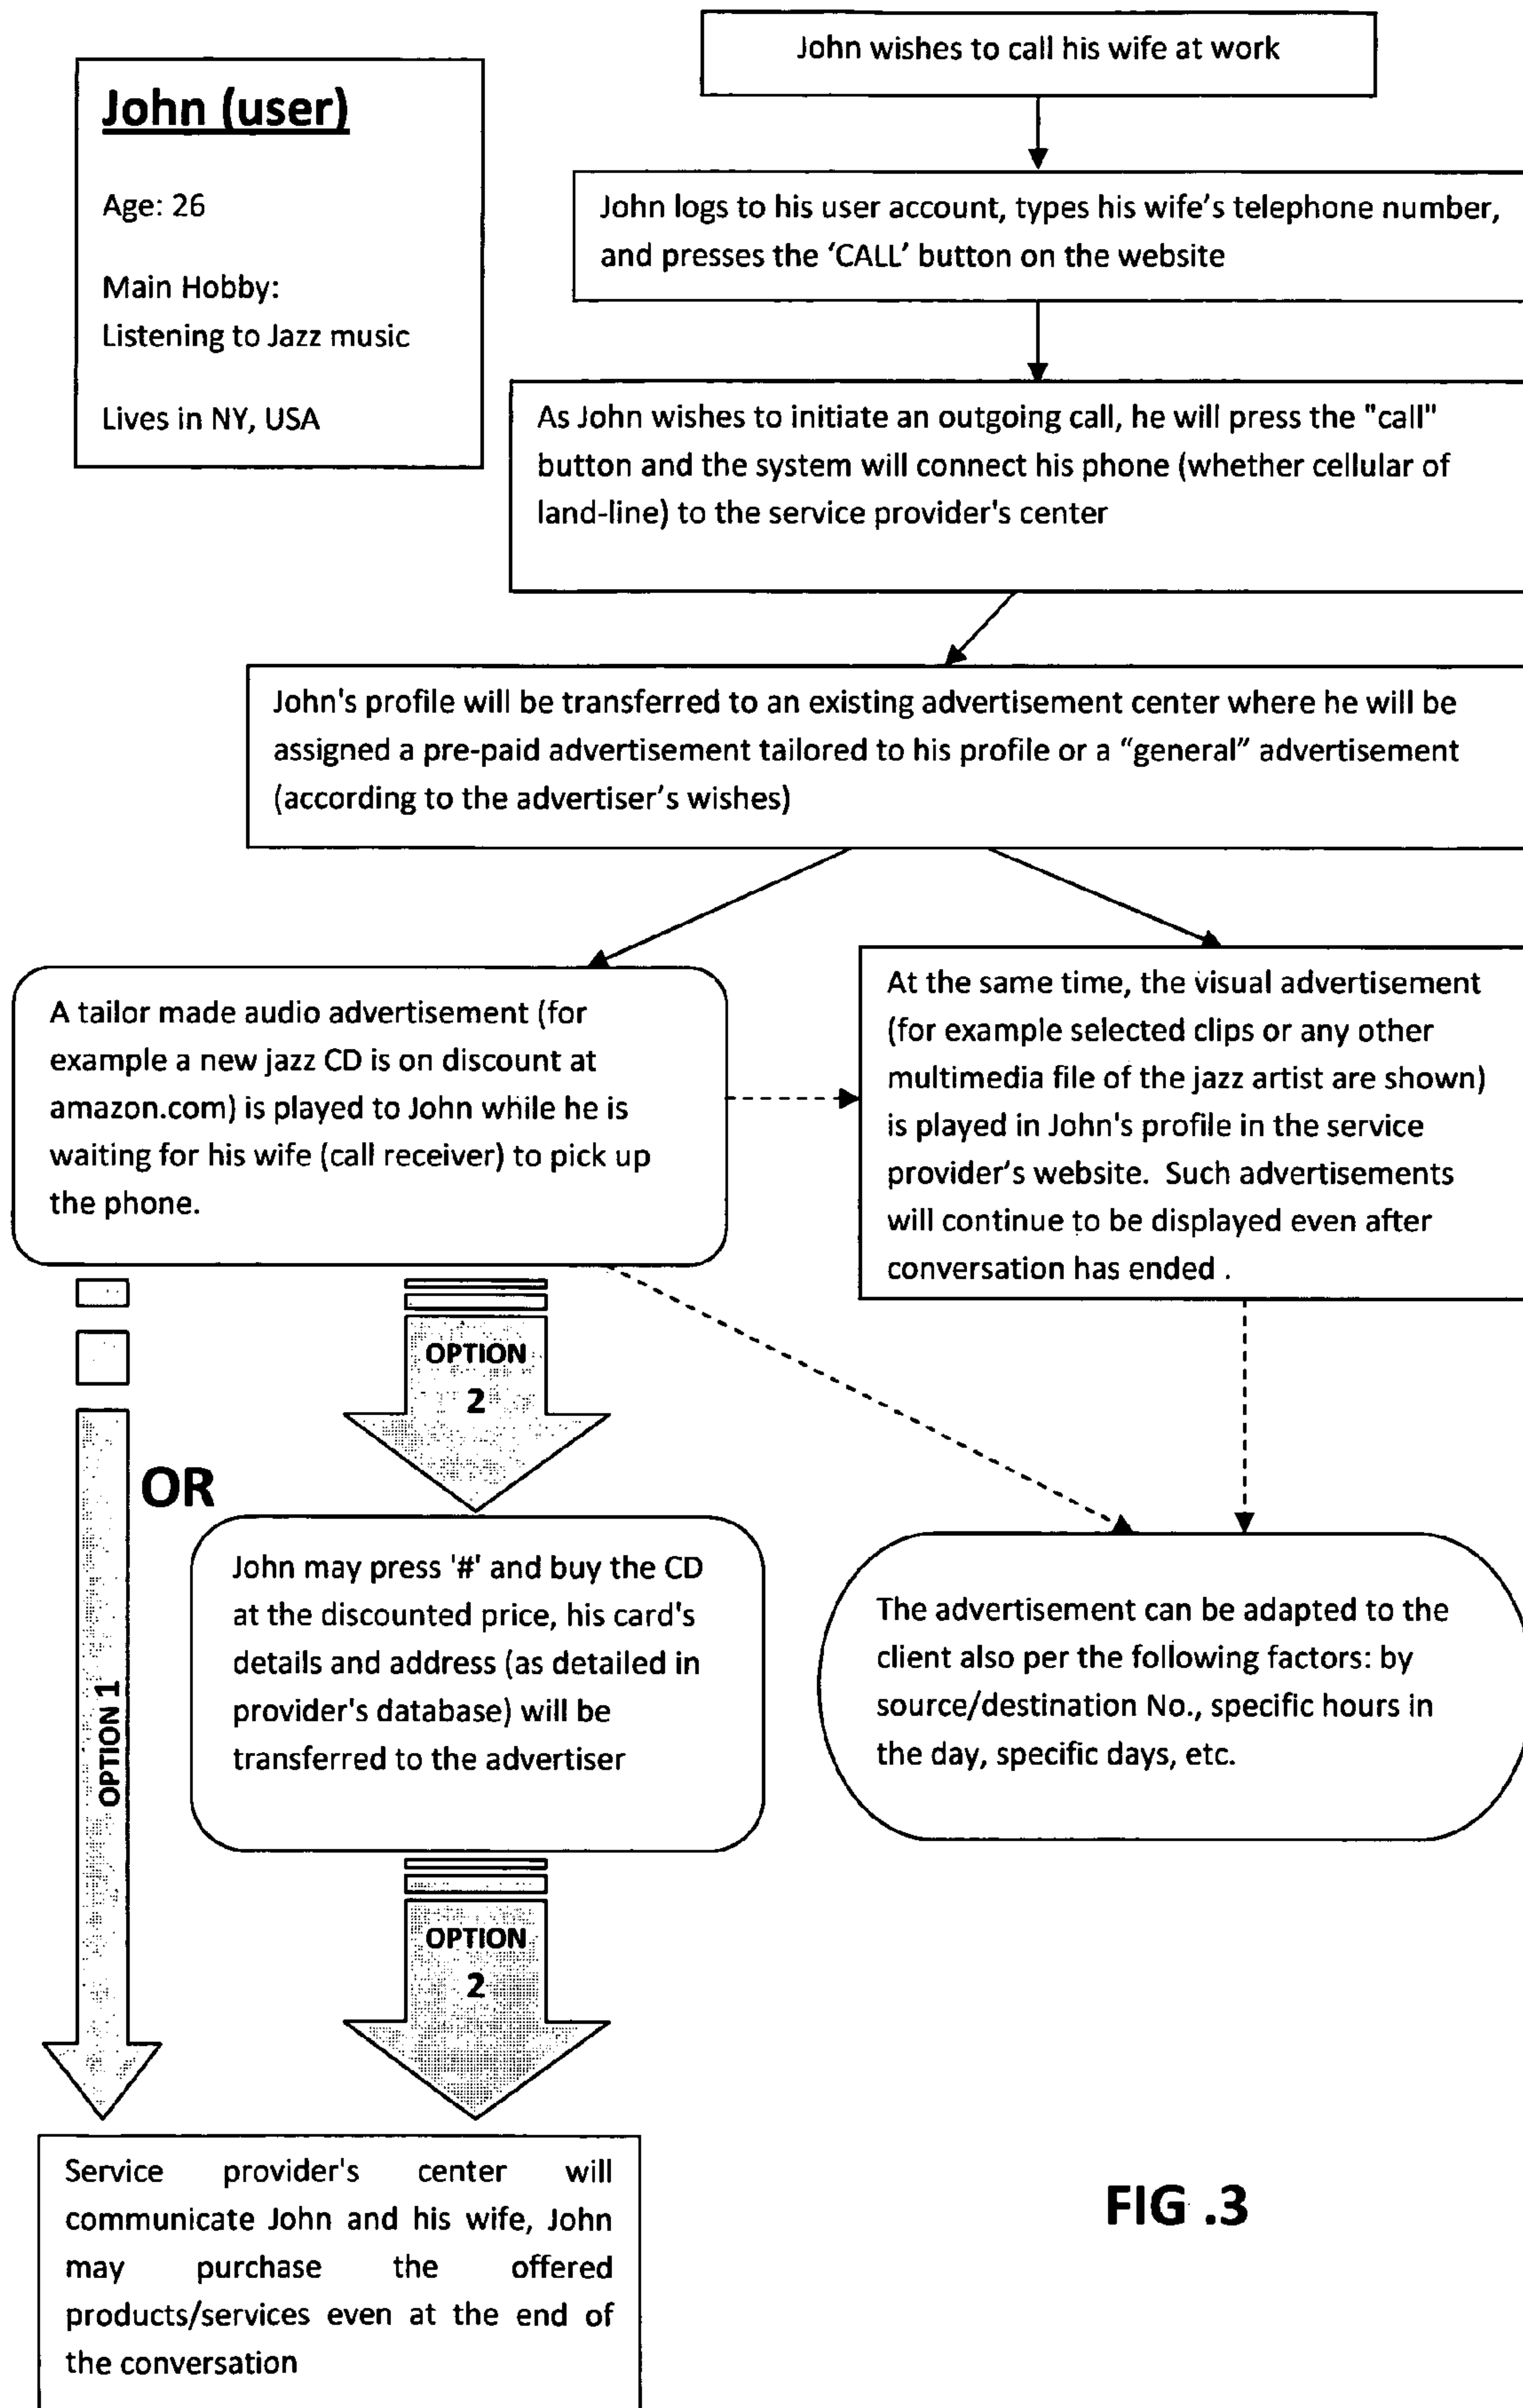 John wishes to call his wife at work
John (user)
Age: 26
Main Hobby:
Listening to Jazz music
Lives in NY, USA
John logs to his user account, types his wife's telephone number,
and presses the 'CALL' button on the website
As John wishes to initiate an outgoing call, he will press the "call"
button and the system will connect his phone (whether cellular of
land-line) to the service provider's center
John's profile will be transferred to an existing advertisement center where he will be
assigned a pre-paid advertisement tailored to his profile or a “general” advertisement
(according to the advertiser's wishes)
A tailor made audio advertisement (for
example a new jazz CD is on discount at
amazon.com) is played to John while he is
waiting for his wife (call receiver) to pick up
the phone.
At the same time, the visual advertisement
(for example selected clips or any other
multimedia file of the jazz artist are shown)
is played in John's profile in the service
provider's website. Such advertisements
will continue to be displayed even after
conversation has ended .
OPTION
2
OR
OPTION 1
John may press '#' and buy the CD
at the discounted price, his card's
details and address (as detailed in
provider's database) will be
transferred to the advertiser
The advertisement can be adapted to the
client also per the following factors: by
source/destination No., specific hours in
the day, specific days, etc.
OPTION
2
Service provider's center will
communicate John and his wife, John
may purchase the offered
products/services even at the end of
the conversation
FIG .3